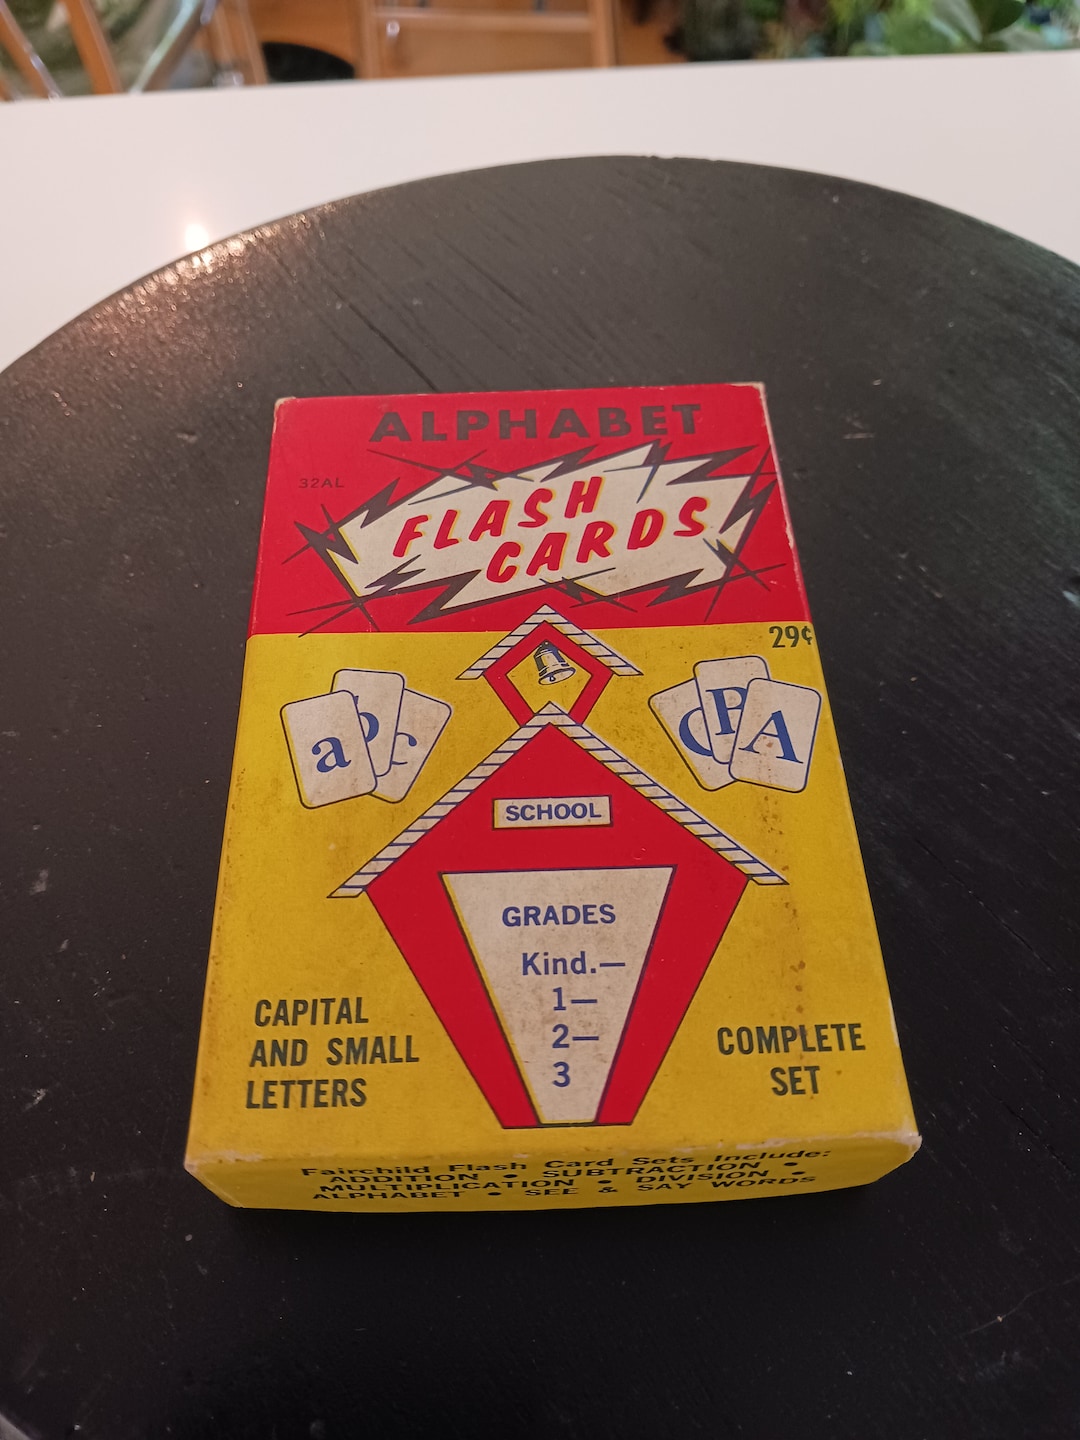 ALPHABET
32AL
FLASH
CARDS
29¢
a b c
C B A
SCHOOL
GRADES
Kind.—
1—
2—
3
CAPITAL
AND SMALL
LETTERS
COMPLETE
SET
Fairchild Flash Card Sets Include:
ADDITION • SUBTRACTION •
MULTIPLICATION • DIVISION •
ALPHABET • SEE & SAY WORDS